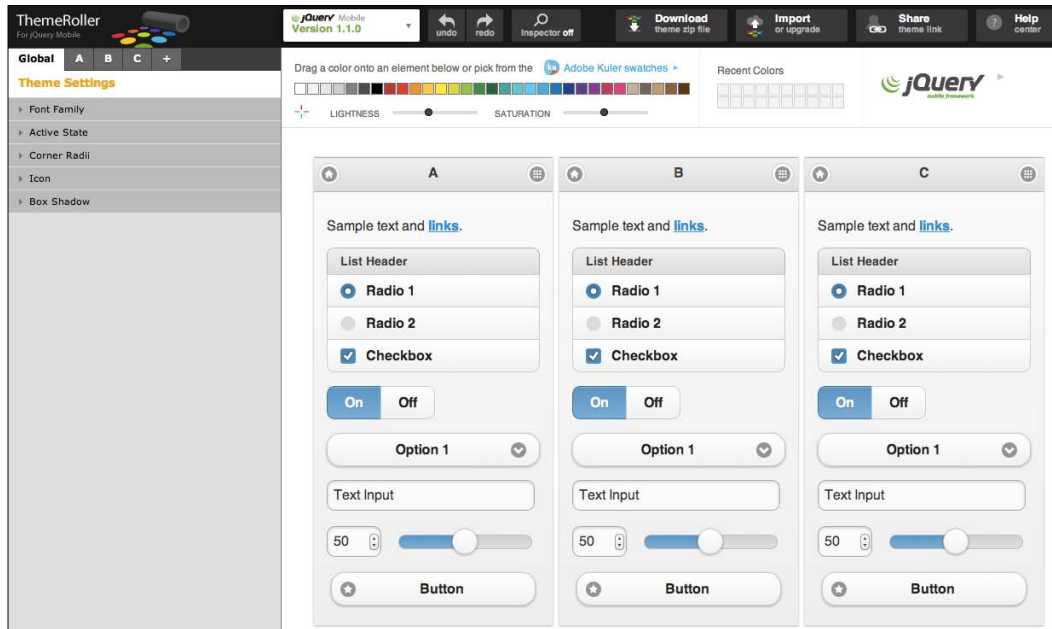 ThemeRoller
For jQuery Mobile
jQuery Mobile
Version 1.1.0
undo
redo
Inspector off
Download
theme zip file
Import
or upgrade
Share
theme link
Help
center
Global A B C +
Theme Settings
Font Family
Active State
Corner Radii
Icon
Box Shadow
Drag a color onto an element below or pick from the ku Adobe Kuler swatches
LIGHTNESS
SATURATION
Recent Colors
jQuery
mobile framework
A
Sample text and links.
List Header
Radio 1
Radio 2
Checkbox
On Off
Option 1
Text Input
50
Button
B
Sample text and links.
List Header
Radio 1
Radio 2
Checkbox
On Off
Option 1
Text Input
50
Button
C
Sample text and links.
List Header
Radio 1
Radio 2
Checkbox
On Off
Option 1
Text Input
50
Button